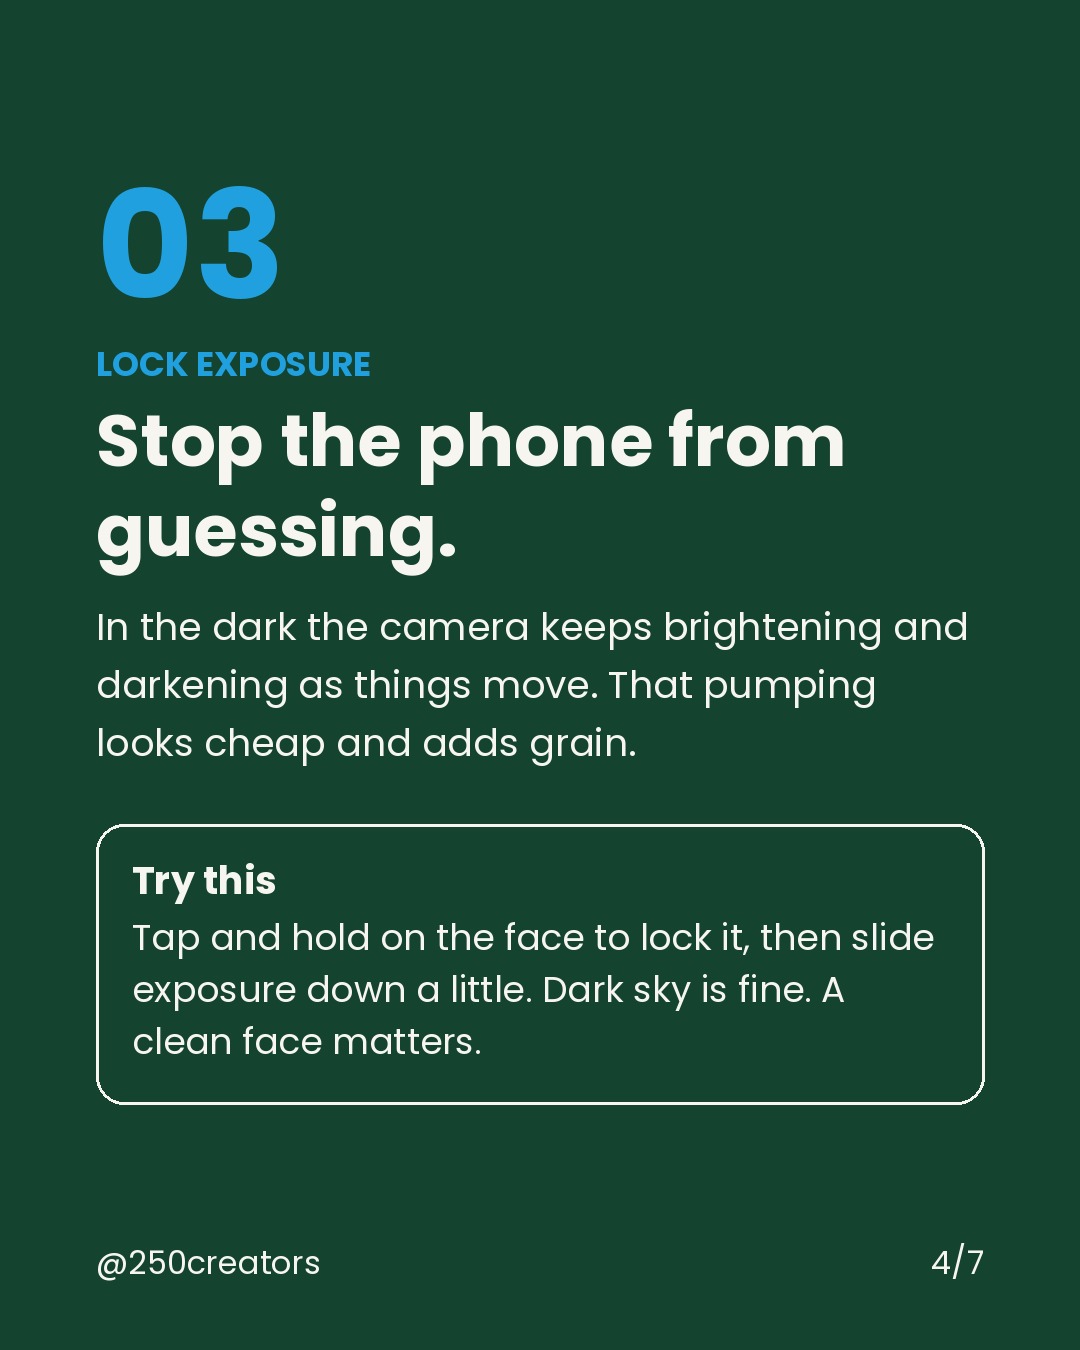 03
LOCK EXPOSURE
Stop the phone from
guessing.
In the dark the camera keeps brightening and
darkening as things move. That pumping
looks cheap and adds grain.
Try this
Tap and hold on the face to lock it, then slide
exposure down a little. Dark sky is fine. A
clean face matters.
@250creators
4/7